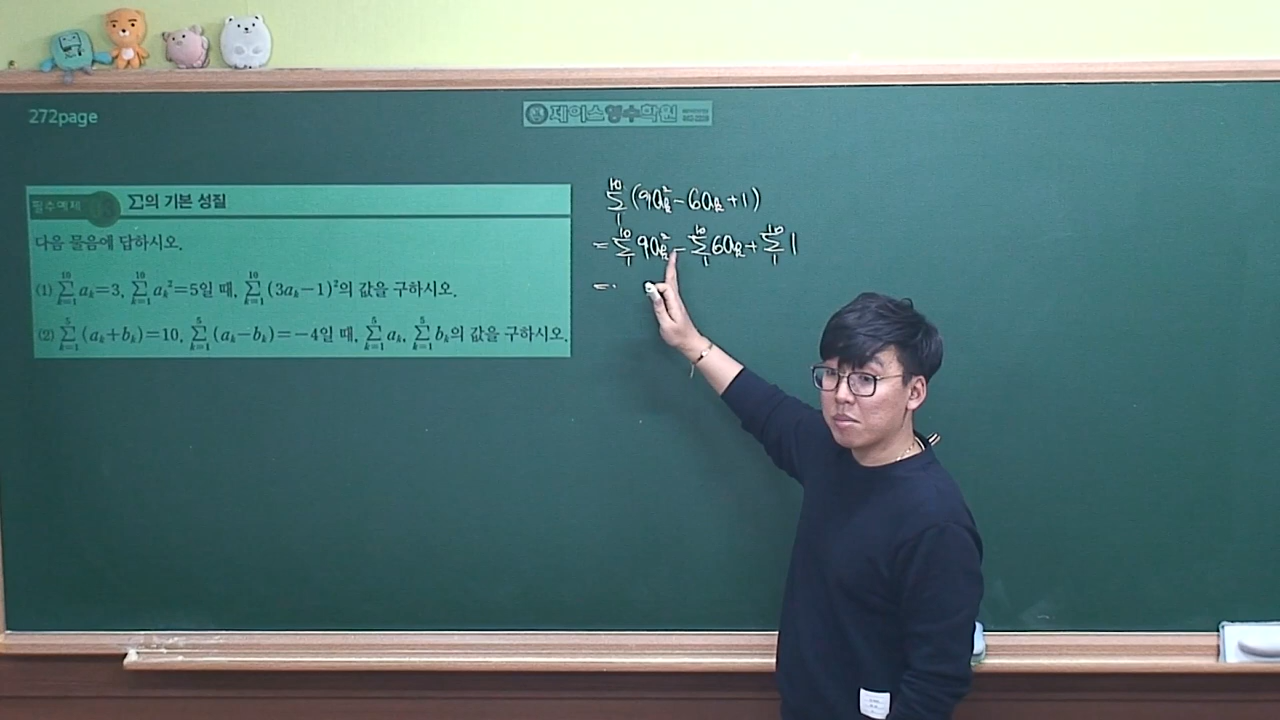 272page
제이스영수학원
필수예제
Σ의 기본 성질
다음 물음에 답하시오.
(1) \sum_{k=1}^{10} a_k=3, \sum_{k=1}^{10} a_k^2=5일 때, \sum_{k=1}^{10} (3a_k-1)^2의 값을 구하시오.
(2) \sum_{k=1}^{5} (a_k+b_k)=10, \sum_{k=1}^{5} (a_k-b_k)=-4일 때, \sum_{k=1}^{5} a_k, \sum_{k=1}^{5} b_k의 값을 구하시오.
\sum_{1}^{10} (9a_k^2-6a_k+1)
= \sum_{1}^{10} 9a_k^2 - \sum_{1}^{10} 6a_k + \sum_{1}^{10} 1
=